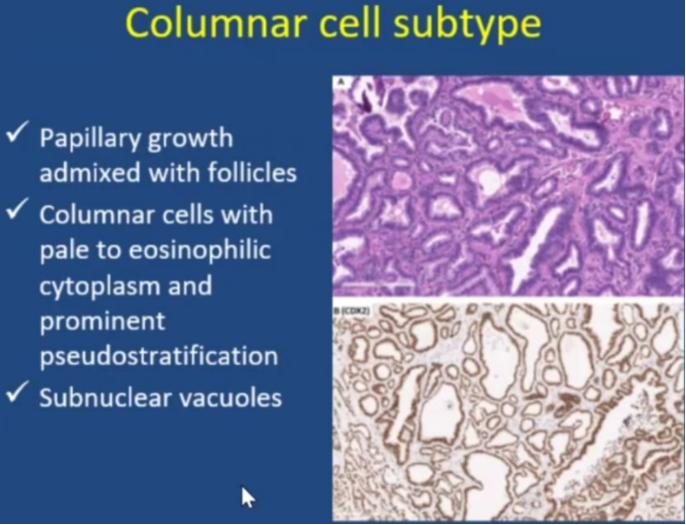 Columnar cell subtype
✓ Papillary growth
admixed with follicles
✓ Columnar cells with
pale to eosinophilic
cytoplasm and
prominent
pseudostratification
✓ Subnuclear vacuoles
A
B (CDX2)